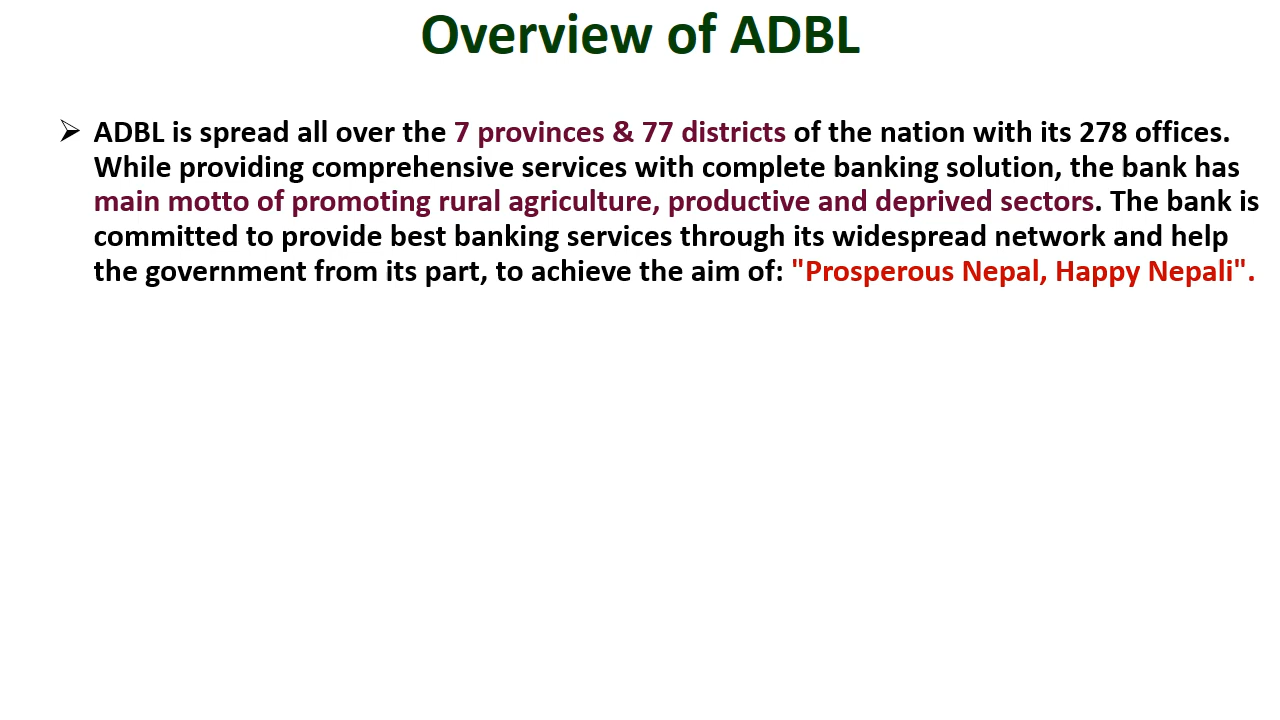 Overview of ADBL
➢ ADBL is spread all over the 7 provinces & 77 districts of the nation with its 278 offices.
While providing comprehensive services with complete banking solution, the bank has
main motto of promoting rural agriculture, productive and deprived sectors. The bank is
committed to provide best banking services through its widespread network and help
the government from its part, to achieve the aim of: "Prosperous Nepal, Happy Nepali".